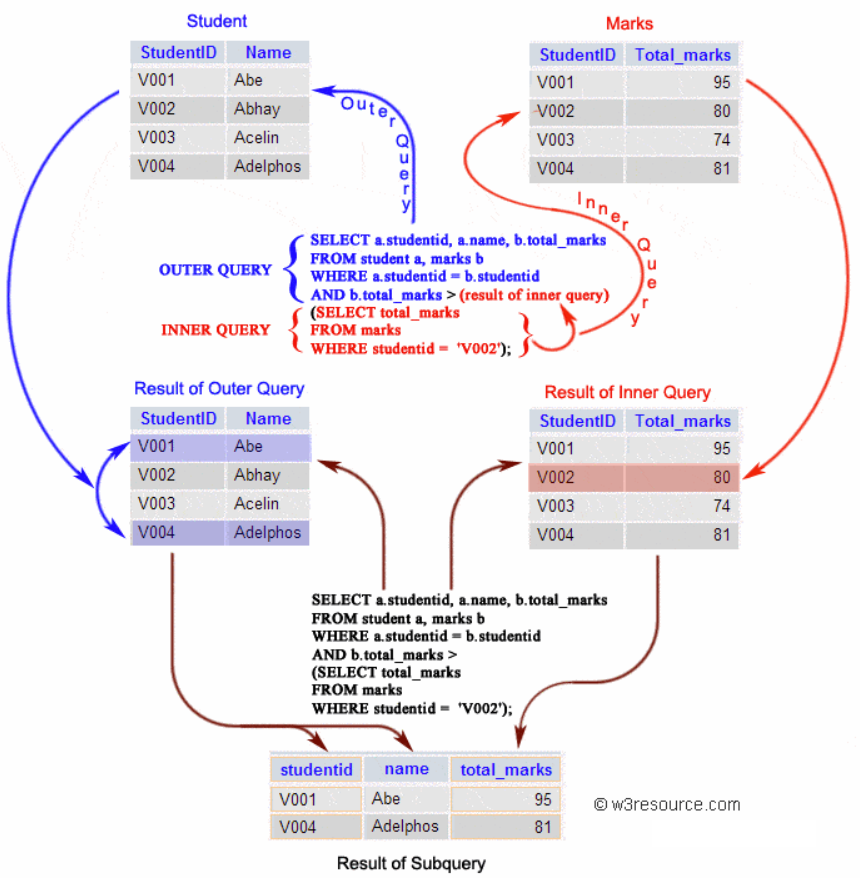 Student
StudentID Name
V001 Abe
V002 Abhay
V003 Acelin
V004 Adelphos
Marks
StudentID Total_marks
V001 95
V002 80
V003 74
V004 81
Outer Query
Inner Query
OUTER QUERY
SELECT a.studentid, a.name, b.total_marks
FROM student a, marks b
WHERE a.studentid = b.studentid
AND b.total_marks > (result of inner query)
INNER QUERY
(SELECT total_marks
FROM marks
WHERE studentid = 'V002');
Result of Outer Query
StudentID Name
V001 Abe
V002 Abhay
V003 Acelin
V004 Adelphos
Result of Inner Query
StudentID Total_marks
V001 95
V002 80
V003 74
V004 81
SELECT a.studentid, a.name, b.total_marks
FROM student a, marks b
WHERE a.studentid = b.studentid
AND b.total_marks >
(SELECT total_marks
FROM marks
WHERE studentid = 'V002');
studentid name total_marks
V001 Abe 95
V004 Adelphos 81
© w3resource.com
Result of Subquery